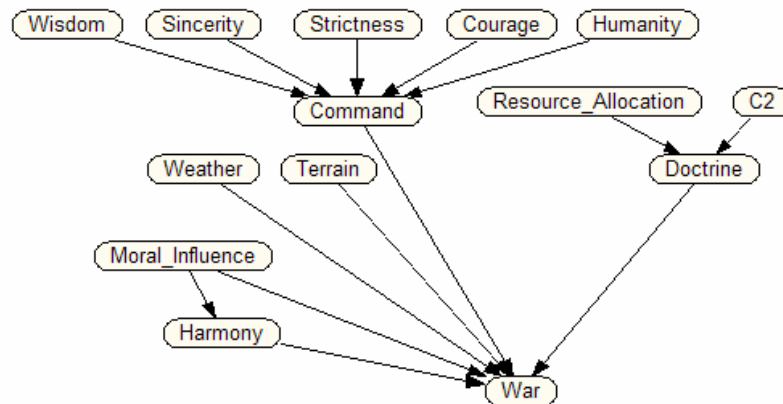 Wisdom Sincerity Strictness Courage Humanity
Command Resource_Allocation C2
Weather Terrain Doctrine
Moral_Influence
Harmony
War